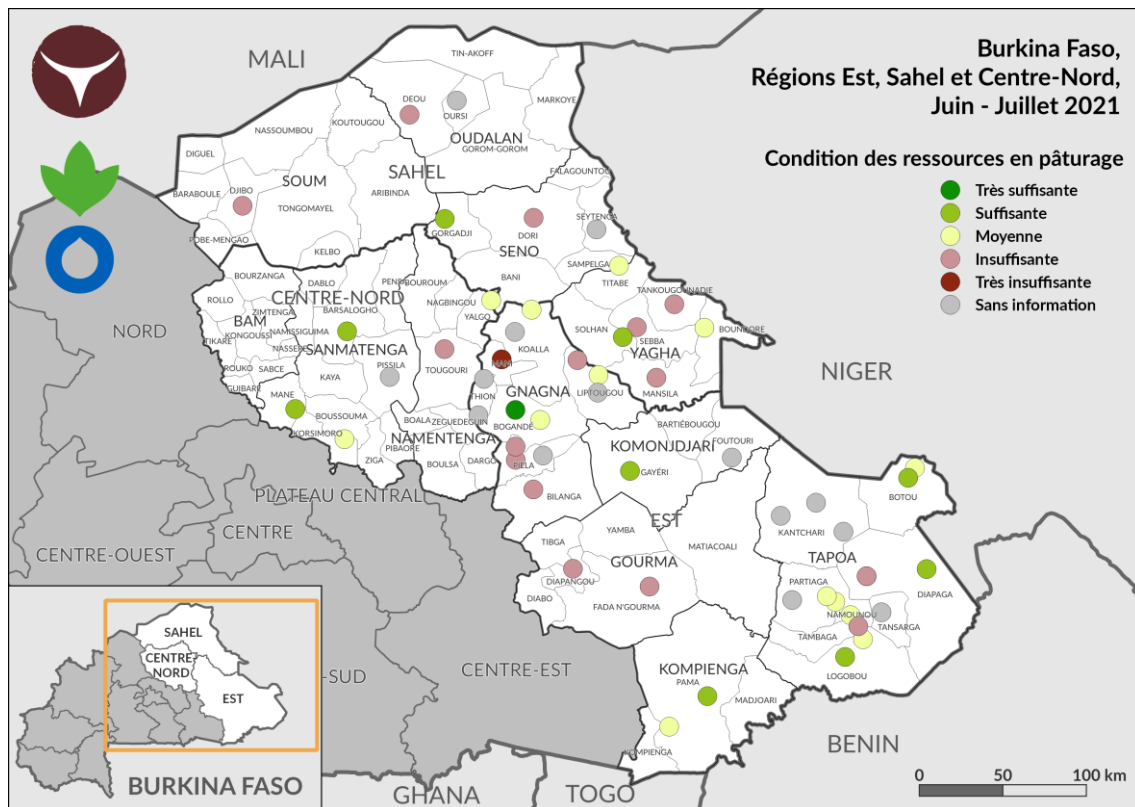 Burkina Faso,
Régions Est, Sahel et Centre-Nord,
Juin - Juillet 2021
Condition des ressources en pâturage
Très suffisante
Suffisante
Moyenne
Insuffisante
Très insuffisante
Sans information
MALI
TIN-AKOFF
DEOU
OURSI
MARKOYE
KOUTOUGOU
NASSOUMBOU
OUDALAN
GOROM-GOROM
DIGUEL
SAHEL
FALAGOUNTOU
BARABOULE
DJIBO
SOUM
ARIBINDA
TONGOMAYEL
SEYTENGA
GORGADJI
DORI
POBE-MENGAO
KELBO
SENO
SAMPELGA
BOURZANGA
DABLO
BOUROUM
BANI
TITABE
TANKOUGOUNADIE
ROLLO
CENTRE-NORD
NAGBINGOU
BARSALOGHO
YALGO
ZIMTENGA
BAM
NORD
KONGOUSSI
NAMISSIGUIMA
SOLHAN
BOUNDORE
TIKARE
NASSERE
SANMATENGA
KOALLA
SEBBA
YAGHA
ROUKO
SABCE
PISSILA
TOUGOURI
MANI
NIGER
GUIBARE
KAYA
THION
GNAGNA
LIPTOUGOU
MANSILA
MANE
BOUSSOUMA
BOGANDE
BOALA
ZEGUEDEGUIN
BARTIÉBOUGOU
KORSIMORO
NAMENTENGA
KOMONDJARI
FOUTOURI
PIBAORE
ZIGA
BOULSA
DARGO
PIILLA
GAYÉRI
PLATEAU CENTRAL
BILANGA
BOTOU
EST
CENTRE
YAMBA
KANTCHARI
CENTRE-OUEST
TIBGA
MATIACOALI
TAPOA
GOURMA
DIAPANGOU
PARTIAGA
DIAPAGA
DIABO
FADA N'GOURMA
NAMOUNOU
TANSARGA
TAMBAGA
CENTRE-EST
KOMPIENGA
LOGOBOU
PAMA
MADJOARI
-SUD
KOMPIENGA
BENIN
GHANA
TOGO
SAHEL
CENTRE-
NORD
EST
BURKINA FASO
0 50 100 km